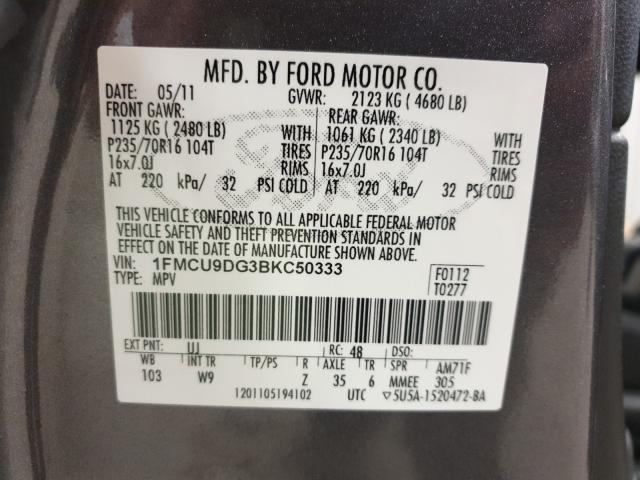 MFD. BY FORD MOTOR CO.
DATE: 05/11 GVWR: 2123 KG ( 4680 LB)
FRONT GAWR: REAR GAWR:
1125 KG ( 2480 LB) WITH 1061 KG ( 2340 LB) WITH
P235/70R16 104T TIRES P235/70R16 104T TIRES
16x7.0J RIMS 16x7.0J RIMS
AT 220 kPa/ 32 PSI COLD AT 220 kPa/ 32 PSI COLD
THIS VEHICLE CONFORMS TO ALL APPLICABLE FEDERAL MOTOR
VEHICLE SAFETY AND THEFT PREVENTION STANDARDS IN
EFFECT ON THE DATE OF MANUFACTURE SHOWN ABOVE.
VIN: 1FMCU9DG3BKC50333
TYPE: MPV
F0112
T0277
EXT PNT: UJ RC: 48 DSO:
WB INT TR TP/PS R AXLE TR SPR AM71F
103 W9 Z 35 6 MMEE 305
1201105194102 UTC ▽5U5A-1520472-BA